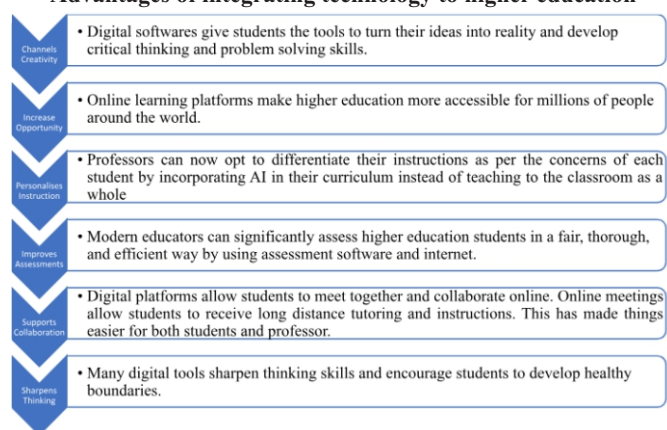 Advantages of integrating technology to higher education
Channels
Creativity
• Digital softwares give students the tools to turn their ideas into reality and develop
critical thinking and problem solving skills.
Increase
Opportunity
• Online learning platforms make higher education more accessible for millions of people
around the world.
Personalises
Instruction
• Professors can now opt to differentiate their instructions as per the concerns of each
student by incorporating AI in their curriculum instead of teaching to the classroom as a
whole
Improves
Assessments
• Modern educators can significantly assess higher education students in a fair, thorough,
and efficient way by using assessment software and internet.
Supports
Collaboration
• Digital platforms allow students to meet together and collaborate online. Online meetings
allow students to receive long distance tutoring and instructions. This has made things
easier for both students and professor.
Sharpens
Thinking
• Many digital tools sharpen thinking skills and encourage students to develop healthy
boundaries.